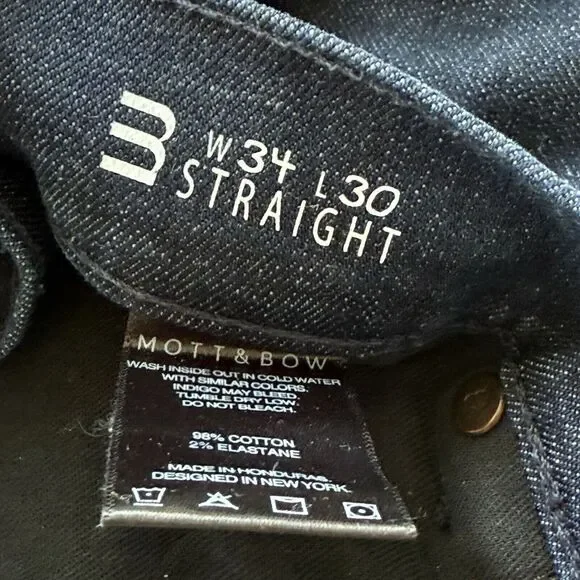 W34 L30
STRAIGHT
MOTT & BOW
WASH INSIDE OUT IN COLD WATER
WITH SIMILAR COLORS.
INDIGO MAY BLEED.
TUMBLE DRY LOW.
DO NOT BLEACH.
98% COTTON
2% ELASTANE
MADE IN HONDURAS
DESIGNED IN NEW YORK.